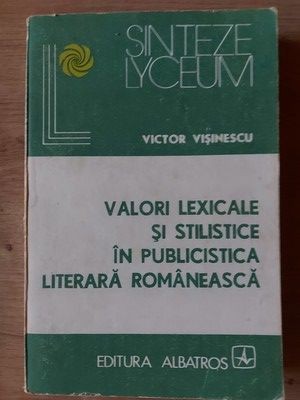 SINTEZE
LYCEUM
VICTOR VIȘINESCU
VALORI LEXICALE
ȘI STILISTICE
ÎN PUBLICISTICA
LITERARĂ ROMÂNEASCĂ
EDITURA ALBATROS